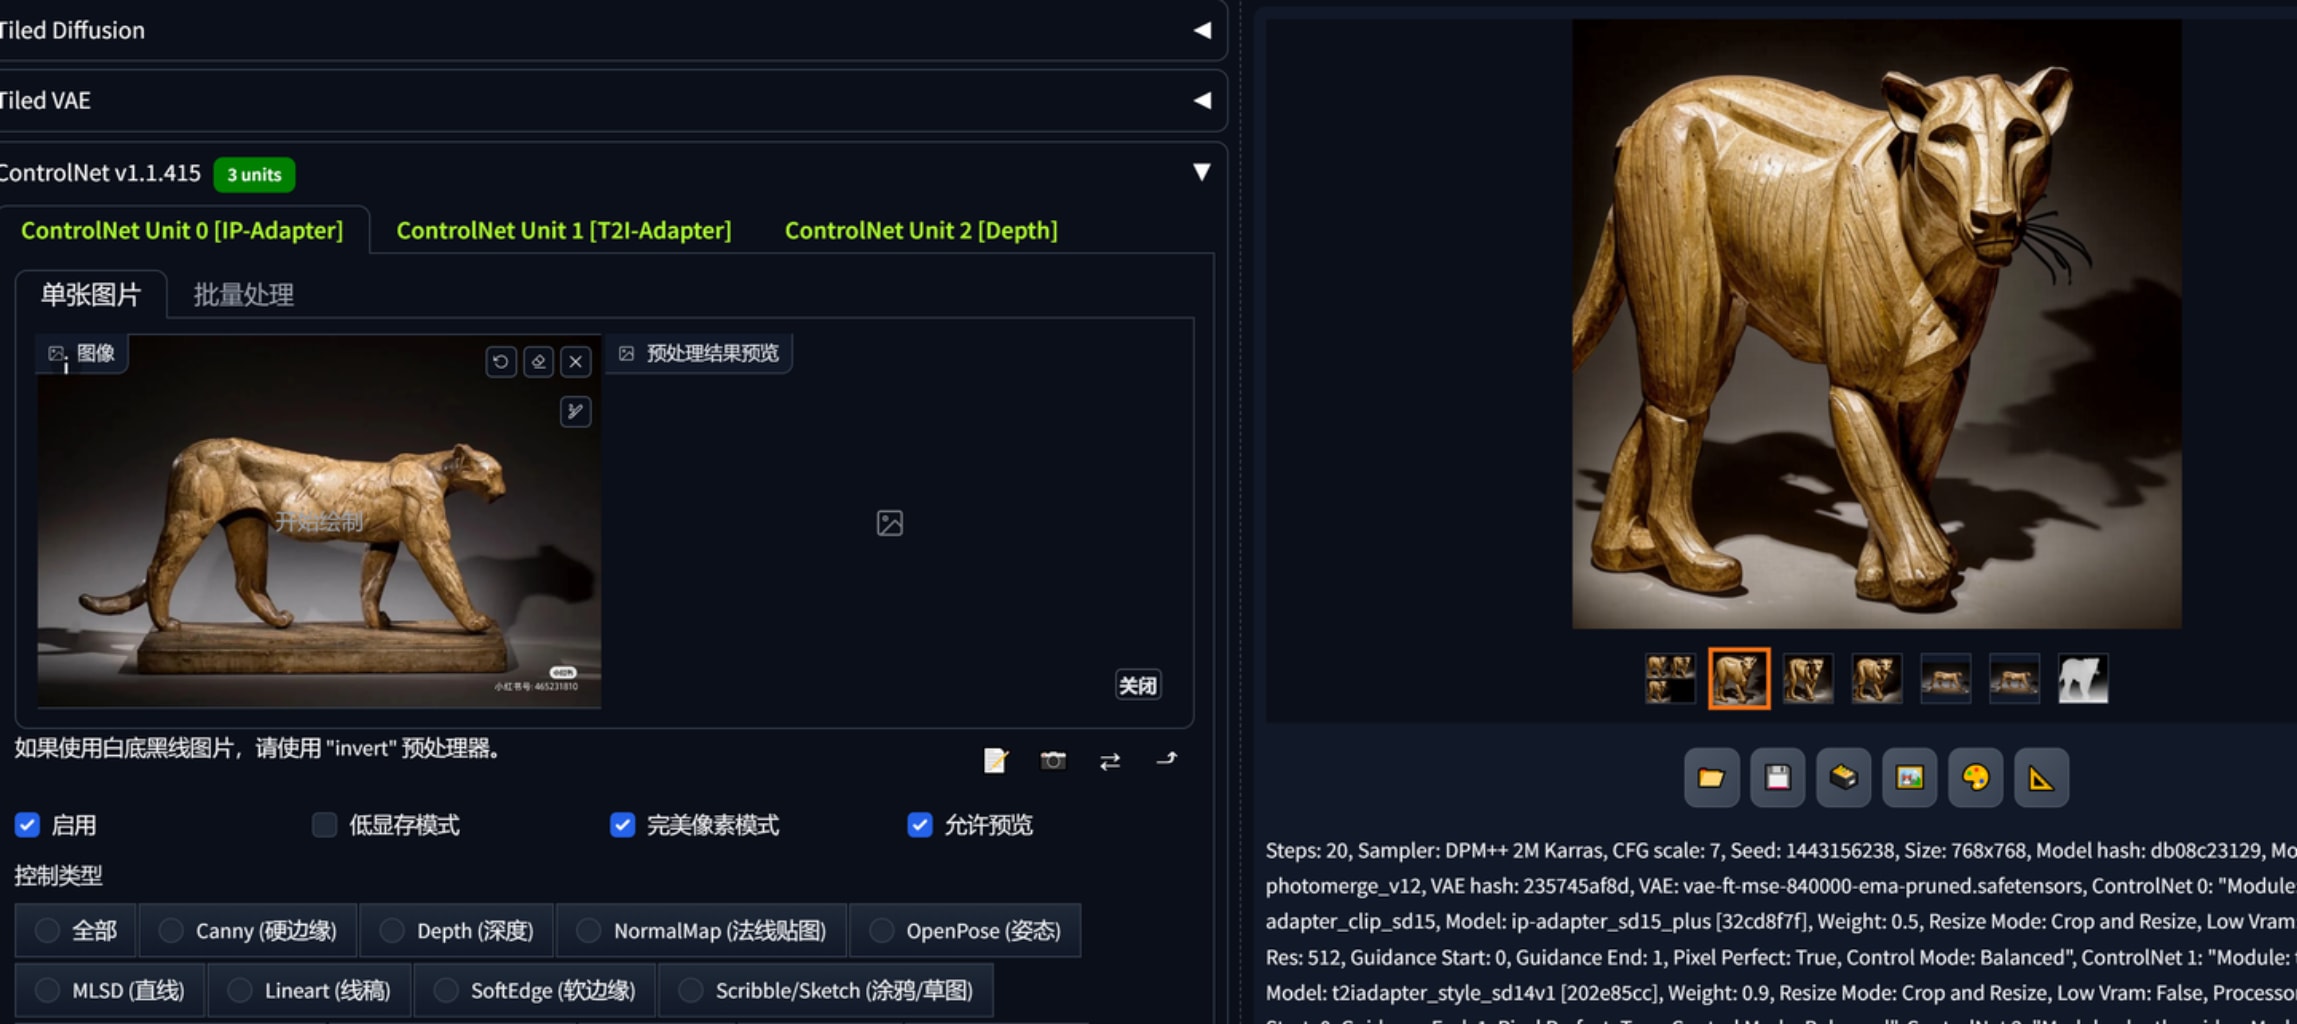 Tiled Diffusion
Tiled VAE
ControlNet v1.1.415 3 units
ControlNet Unit 0 [IP-Adapter] ControlNet Unit 1 [T2I-Adapter] ControlNet Unit 2 [Depth]
单张图片 批量处理
图像 预处理结果预览
开始绘制
小红书
小红书号: 465231810
关闭
如果使用白底黑线图片，请使用 "invert" 预处理器。
启用 低显存模式 完美像素模式 允许预览
控制类型
全部 Canny (硬边缘) Depth (深度) NormalMap (法线贴图) OpenPose (姿态)
MLSD (直线) Lineart (线稿) SoftEdge (软边缘) Scribble/Sketch (涂鸦/草图)
Steps: 20, Sampler: DPM++ 2M Karras, CFG scale: 7, Seed: 1443156238, Size: 768x768, Model hash: db08c23129, Mo
photomerge_v12, VAE hash: 235745af8d, VAE: vae-ft-mse-840000-ema-pruned.safetensors, ControlNet 0: "Module:
adapter_clip_sd15, Model: ip-adapter_sd15_plus [32cd8f7f], Weight: 0.5, Resize Mode: Crop and Resize, Low Vram:
Res: 512, Guidance Start: 0, Guidance End: 1, Pixel Perfect: True, Control Mode: Balanced", ControlNet 1: "Module:
Model: t2iadapter_style_sd14v1 [202e85cc], Weight: 0.9, Resize Mode: Crop and Resize, Low Vram: False, Processor